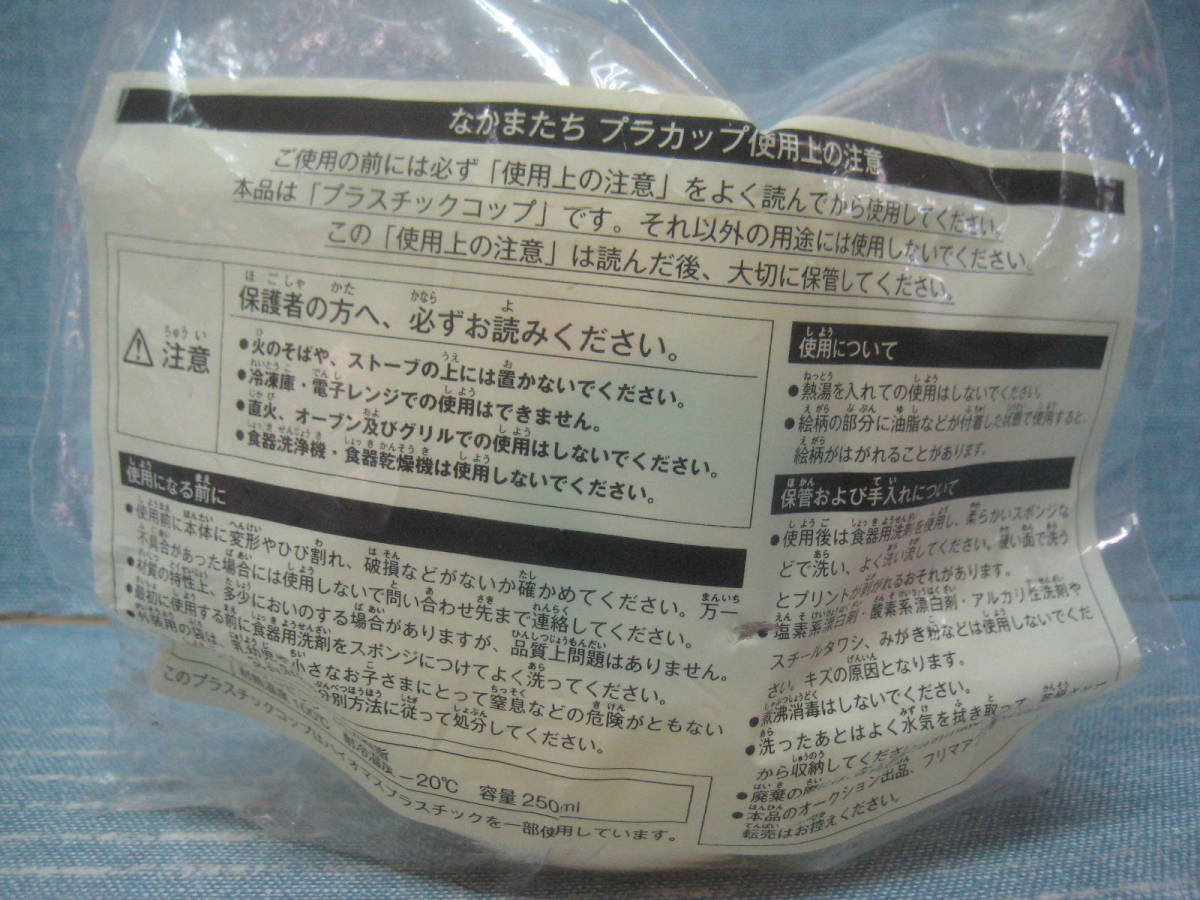 なかまたち プラカップ使用上の注意
ご使用の前には必ず「使用上の注意」をよく読んでから使用してください。
本品は「プラスチックコップ」です。それ以外の用途には使用しないでください。
この「使用上の注意」は読んだ後、大切に保管してください。
注意
保護者の方へ、必ずお読みください。
●火のそばや、ストーブの上には置かないでください。
●冷凍庫・電子レンジでの使用はできません。
●直火、オーブン及びグリルでの使用はしないでください。
●食器洗浄機・食器乾燥機は使用しないでください。
使用になる前に
●使用前に本体に変形やひび割れ、破損などがないか確かめてください。万一
不具合があった場合には使用しないで問い合わせ先まで連絡してください。
●材質の特性上、多少においのする場合がありますが、品質上問題はありません。
●最初に使用する前に食器用洗剤をスポンジにつけてよく洗ってください。
●外装用の袋は、乳幼児や小さなお子さまにとって窒息などの危険がともない
分別方法に従って処分してください。
耐熱温度 100℃ −20℃ 容量 250ml
このプラスチックコップはバイオマスプラスチックを一部使用しています。
使用について
●熱湯を入れての使用はしないでください。
●絵柄の部分に油脂などが付着した状態で使用すると、
絵柄がはがれることがあります。
保管および手入れについて
●使用後は食器用洗剤を使用し、柔らかいスポンジな
どで洗い、よく洗い流してください。硬い面で洗う
とプリントが剥がれるおそれがあります。
●塩素系漂白剤・酸素系漂白剤・アルカリ性洗剤や
スチールタワシ、みがき粉などは使用しないでくだ
さい。キズの原因となります。
●煮沸消毒はしないでください。
●洗ったあとはよく水気を拭き取って、
から収納してくださ
●廃棄の
●本品のオークション出品、フリマア
転売はお控えください。